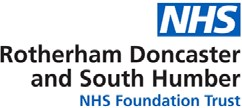 NHS
Rotherham Doncaster
and South Humber
NHS Foundation Trust